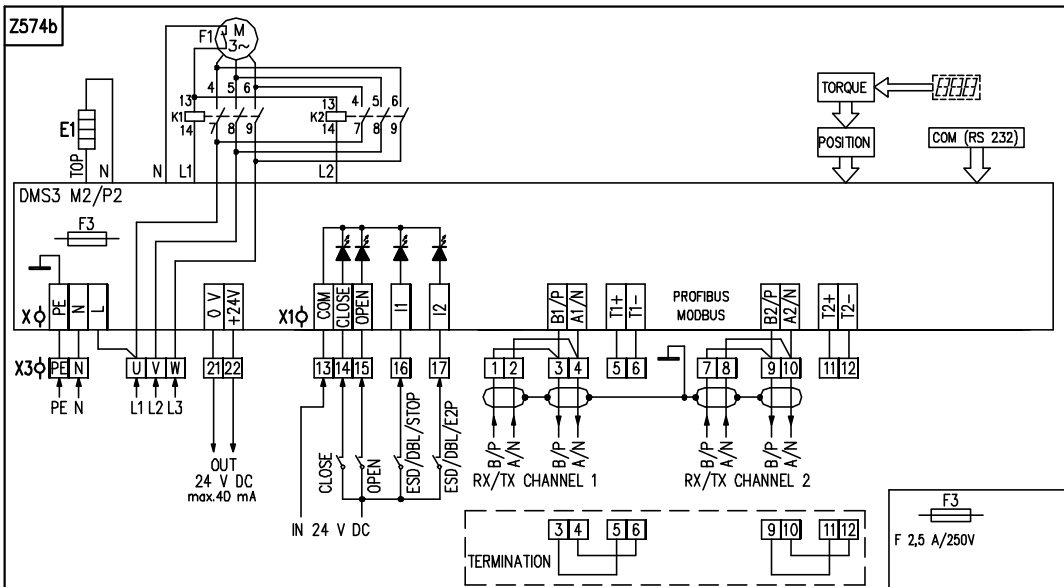 Z574b
F1
M
3~
4 5 6
13
K1
14
7 8 9
4 5 6
13
K2
14
7 8 9
E1
TOP
N
N
L1
L2
TORQUE
POSITION
COM (RS 232)
DMS3 M2/P2
F3
X
PE
N
L
0 V
+24V
X1
COM
CLOSE
OPEN
I1
I2
B1/P
A1/N
T1+
T1-
PROFIBUS
MODBUS
B2/P
A2/N
T2+
T2-
X3
PE N
U V W
21 22
13 14 15
16
17
1 2
3 4
5 6
7 8
9 10
11 12
PE N
L1 L2 L3
OUT
24 V DC
max.40 mA
CLOSE
OPEN
ESD/DBL/STOP
ESD/DBL/E2P
IN 24 V DC
B/P
A/N
B/P
A/N
RX/TX CHANNEL 1
B/P
A/N
B/P
A/N
RX/TX CHANNEL 2
TERMINATION
3 4
5 6
9 10
11 12
F3
F 2,5 A/250V